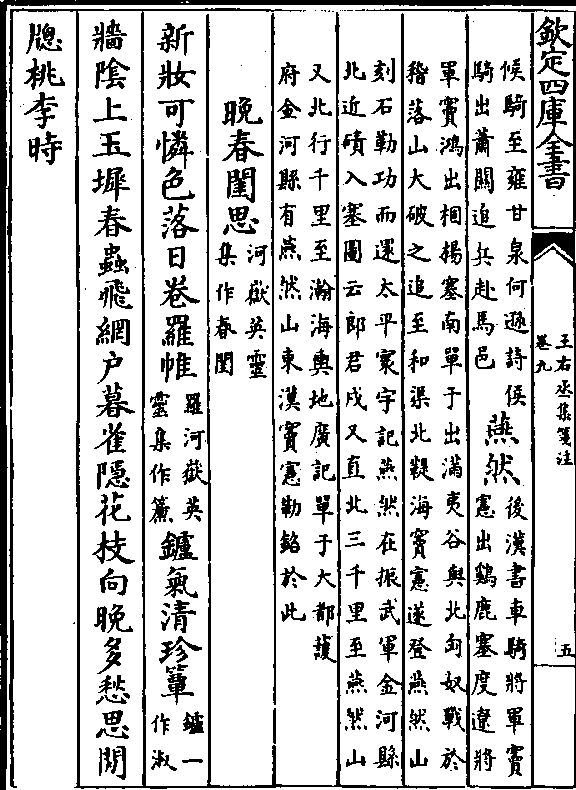 欽定四庫全書
王右丞集箋注
卷九
五
候騎至雍甘泉何遜詩候
騎出蕭關追兵赴馬邑
燕然
後漢書車騎將軍竇
憲出鷄鹿塞度遼將
軍竇鴻出稒楊塞南單于出滿夷谷與北匈奴戰於
稽落山大破之追至和渠北鞮海竇憲遂登燕然山
刻石勒功而還太平寰宇記燕然在振武軍金河縣
北近磧入塞圖云郎君戍又直北三千里至燕然山
又北行千里至瀚海輿地廣記單于大都護
府金河縣有燕然山東漢竇憲勒銘於此
晚春閨思
河嶽英靈
集作春閨
新妝可憐色落日卷羅帷
羅河嶽英
靈集作簾
鑪氣清珍簟
鑪一
作淑
牆陰上玉墀春蟲飛網户暮雀隱花枝向晚多愁思閒
牕桃李時